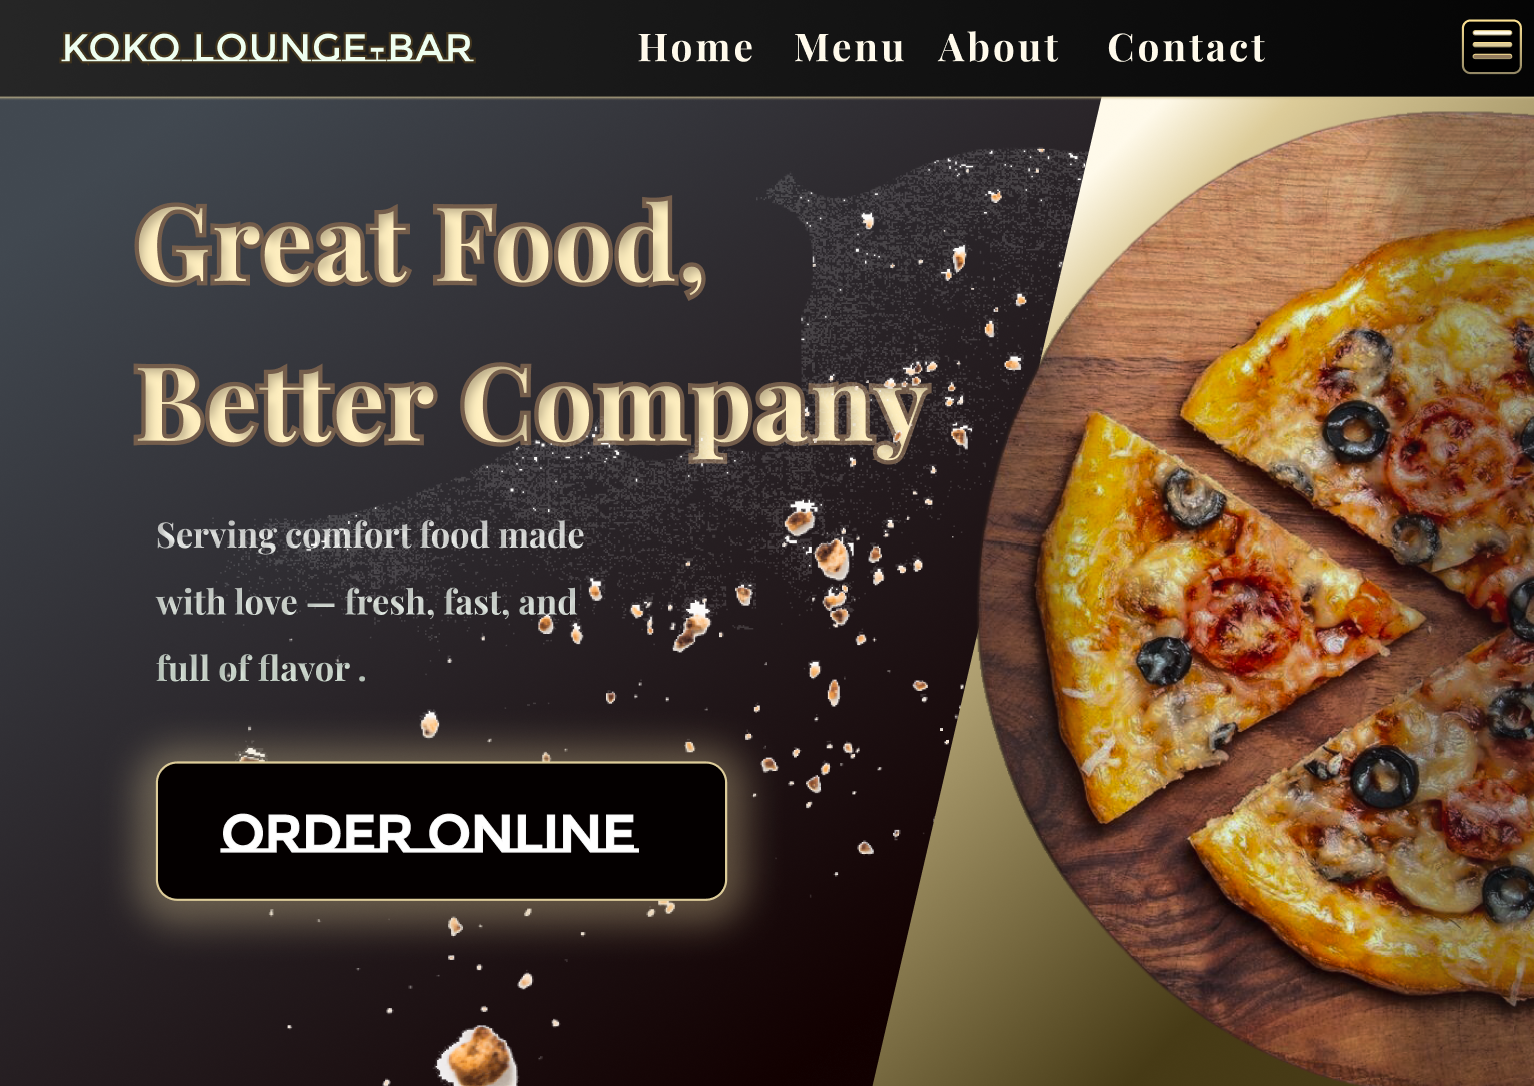 KOKO LOUNGE-BAR
Home Menu About Contact
Great Food,
Better Company
Serving comfort food made
with love — fresh, fast, and
full of flavor .
ORDER ONLINE